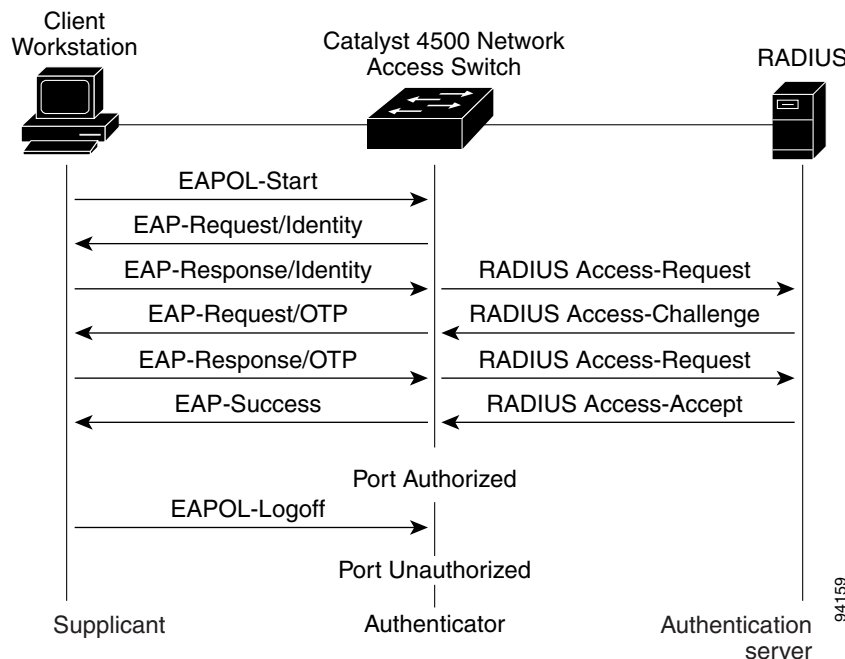 Client
Workstation
Catalyst 4500 Network
Access Switch
RADIUS
EAPOL-Start
EAP-Request/Identity
EAP-Response/Identity
RADIUS Access-Request
EAP-Request/OTP
RADIUS Access-Challenge
EAP-Response/OTP
RADIUS Access-Request
EAP-Success
RADIUS Access-Accept
Port Authorized
EAPOL-Logoff
Port Unauthorized
Supplicant
Authenticator
Authentication
server
94159